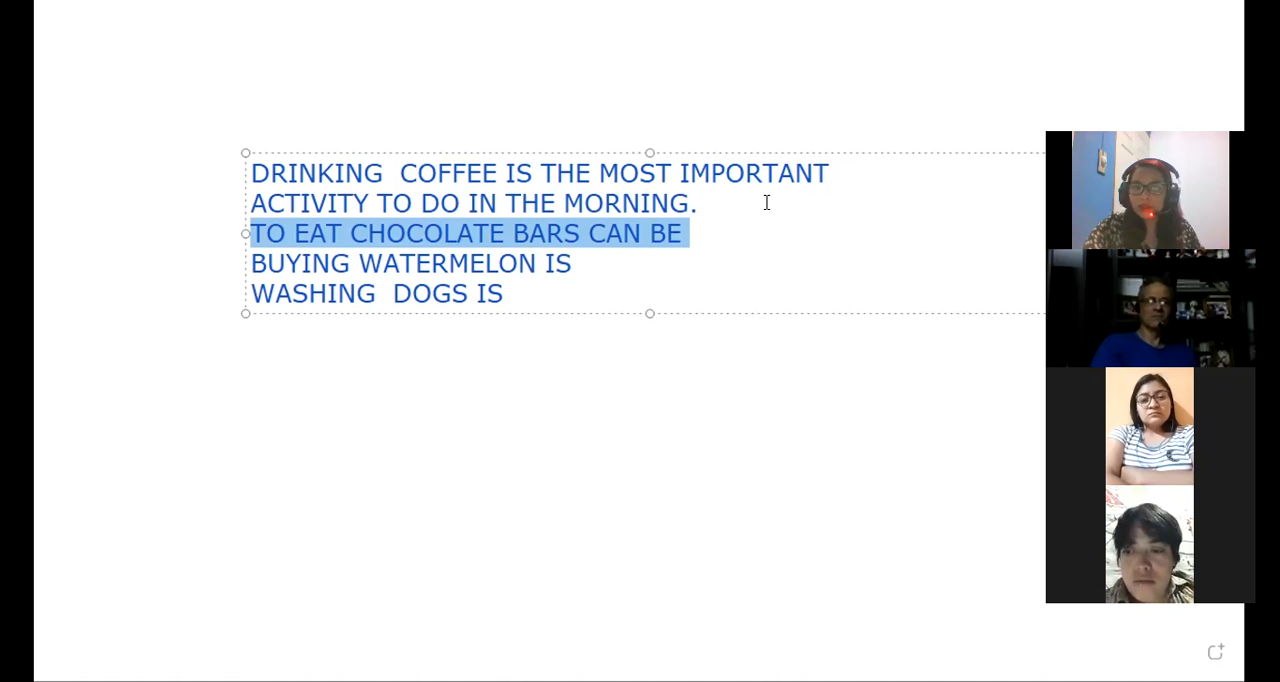 DRINKING  COFFEE IS THE MOST IMPORTANT
ACTIVITY TO DO IN THE MORNING.
TO EAT CHOCOLATE BARS CAN BE
BUYING WATERMELON IS
WASHING  DOGS IS